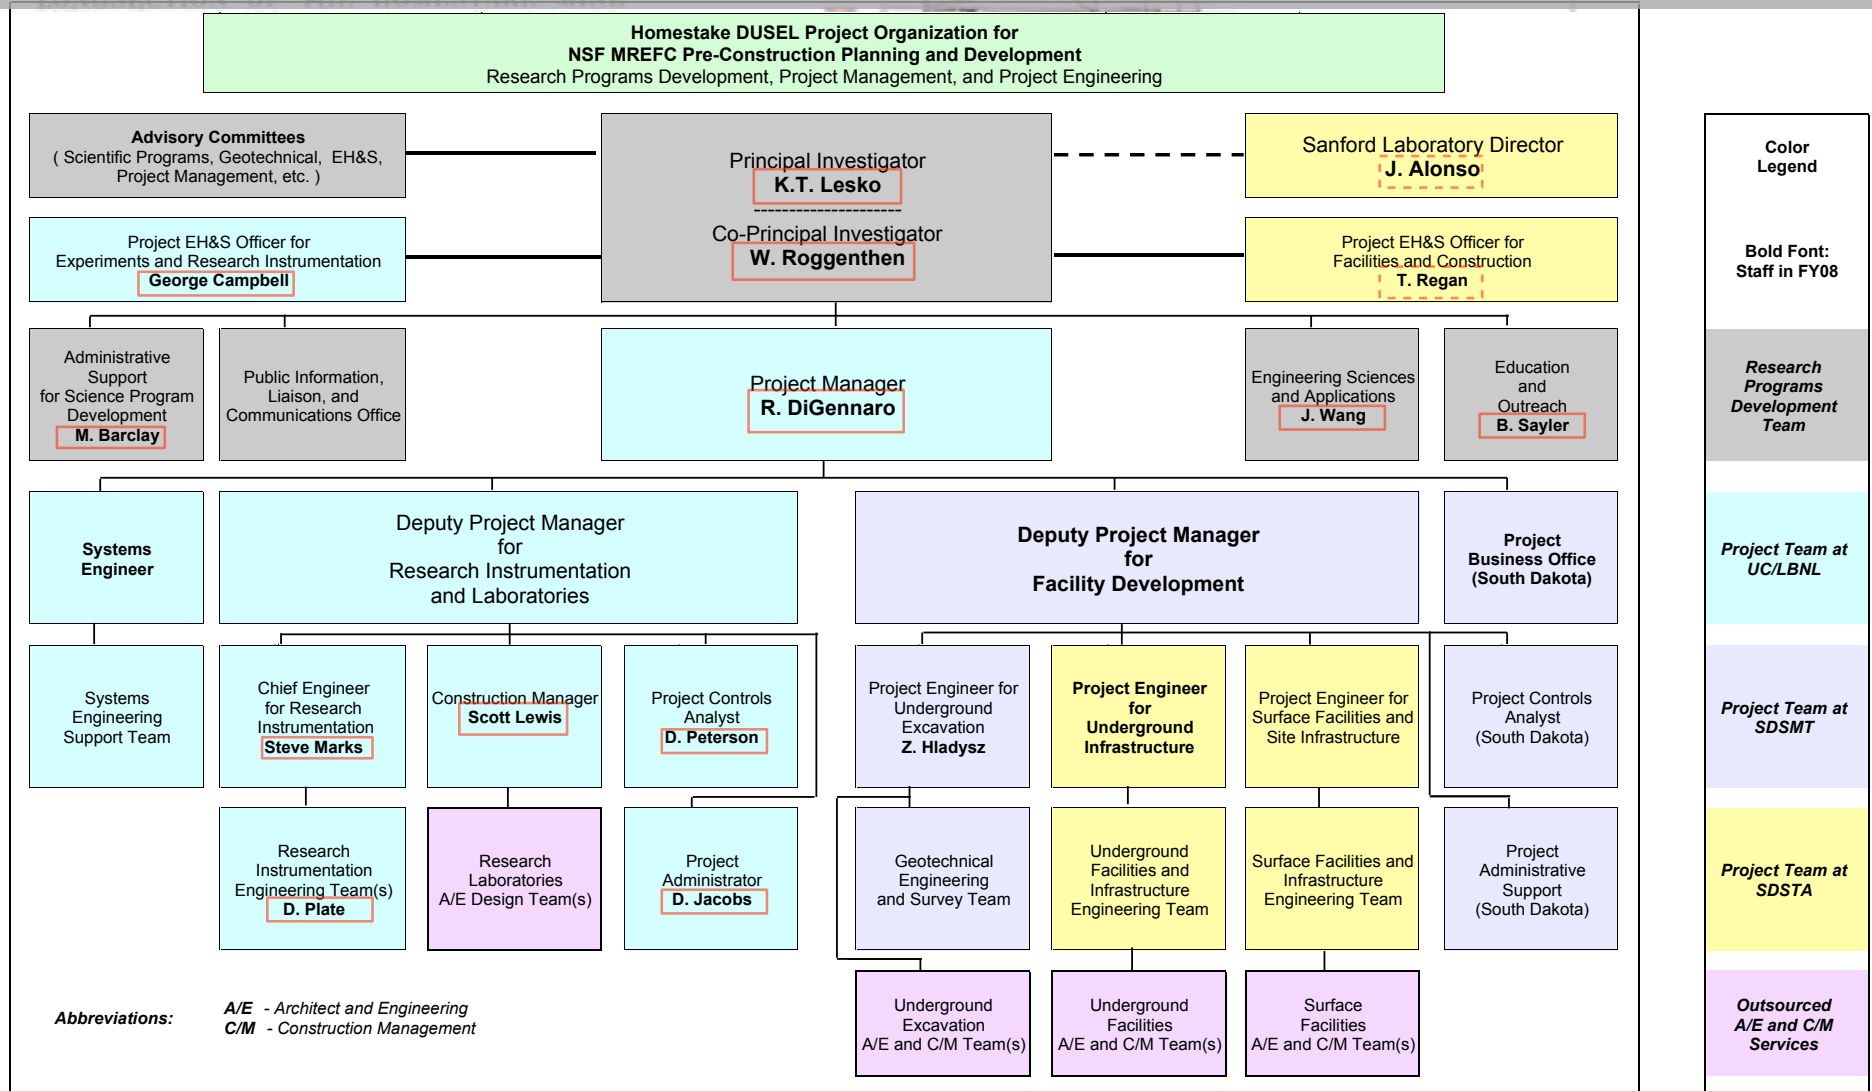 Homestake DUSEL Project Organization for
NSF MREFC Pre-Construction Planning and Development
Research Programs Development, Project Management, and Project Engineering
Advisory Committees
( Scientific Programs, Geotechnical, EH&S,
Project Management, etc. )
Principal Investigator
K.T. Lesko
---------------------
Co-Principal Investigator
W. Roggenthen
Sanford Laboratory Director
J. Alonso
Project EH&S Officer for
Experiments and Research Instrumentation
George Campbell
Project EH&S Officer for
Facilities and Construction
T. Regan
Administrative
Support
for Science Program
Development
M. Barclay
Public Information,
Liaison, and
Communications Office
Project Manager
R. DiGennaro
Engineering Sciences
and Applications
J. Wang
Education
and
Outreach
B. Sayler
Systems
Engineer
Deputy Project Manager
for
Research Instrumentation
and Laboratories
Deputy Project Manager
for
Facility Development
Project
Business Office
(South Dakota)
Systems
Engineering
Support Team
Chief Engineer
for Research
Instrumentation
Steve Marks
Construction Manager
Scott Lewis
Project Controls
Analyst
D. Peterson
Project Engineer for
Underground
Excavation
Z. Hladysz
Project Engineer
for
Underground
Infrastructure
Project Engineer for
Surface Facilities and
Site Infrastructure
Project Controls
Analyst
(South Dakota)
Research
Instrumentation
Engineering Team(s)
D. Plate
Research
Laboratories
A/E Design Team(s)
Project
Administrator
D. Jacobs
Geotechnical
Engineering
and Survey Team
Underground
Facilities and
Infrastructure
Engineering Team
Surface Facilities and
Infrastructure
Engineering Team
Project
Administrative
Support
(South Dakota)
Underground
Excavation
A/E and C/M Team(s)
Underground
Facilities
A/E and C/M Team(s)
Surface
Facilities
A/E and C/M Team(s)
Abbreviations:
A/E - Architect and Engineering
C/M - Construction Management
Color
Legend
Bold Font:
Staff in FY08
Research
Programs
Development
Team
Project Team at
UC/LBNL
Project Team at
SDSMT
Project Team at
SDSTA
Outsourced
A/E and C/M
Services